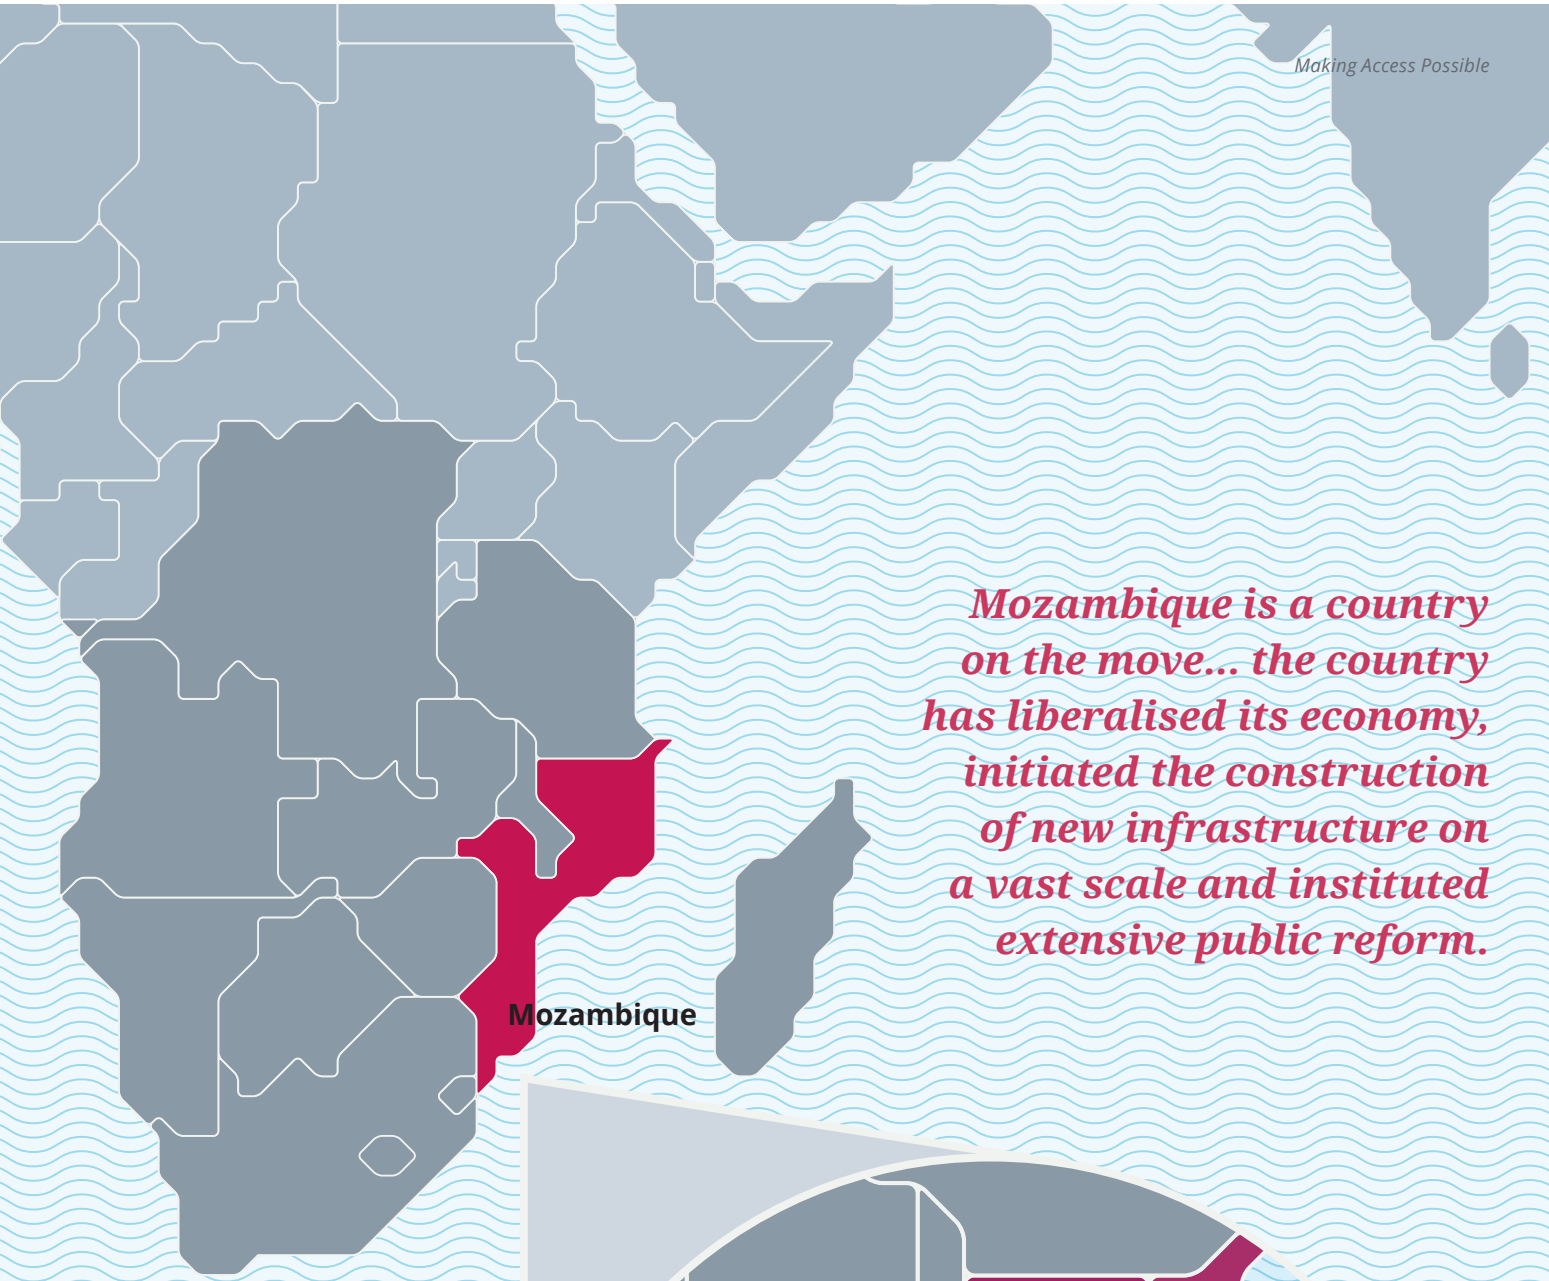 Making Access Possible
Mozambique is a country
on the move... the country
has liberalised its economy,
initiated the construction
of new infrastructure on
a vast scale and instituted
extensive public reform.
Mozambique